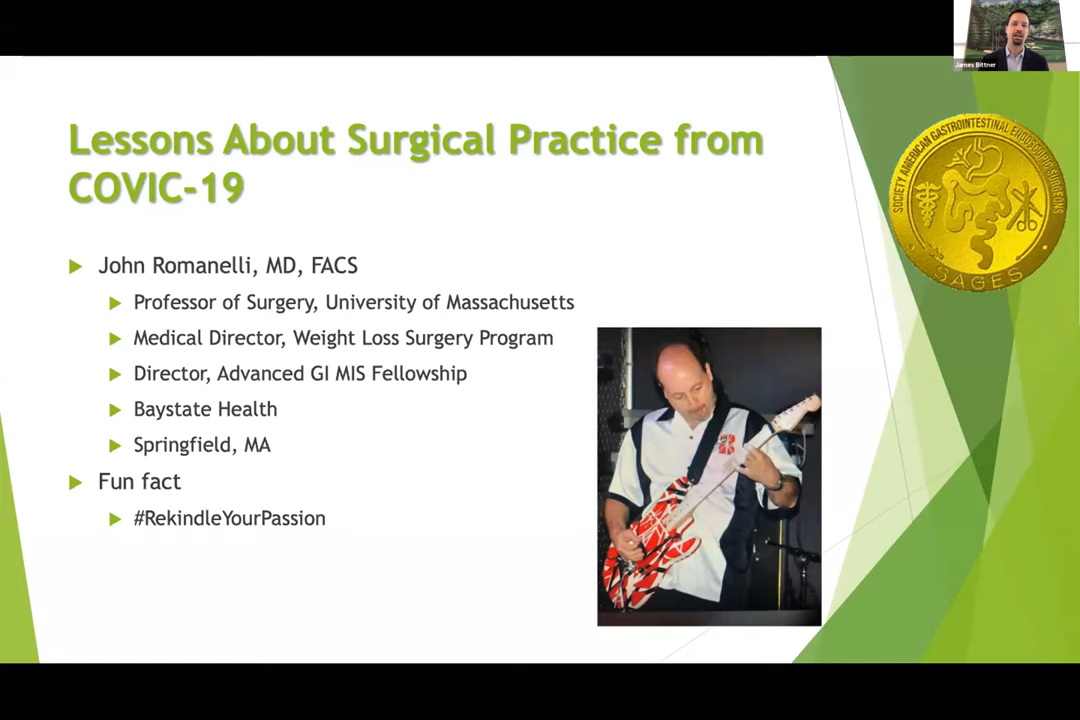 James Bittner
Lessons About Surgical Practice from
COVIC-19
John Romanelli, MD, FACS
Professor of Surgery, University of Massachusetts
Medical Director, Weight Loss Surgery Program
Director, Advanced GI MIS Fellowship
Baystate Health
Springfield, MA
Fun fact
#RekindleYourPassion
SOCIETY AMERICAN GASTROINTESTINAL ENDOSCOPIC SURGEONS
SAGES